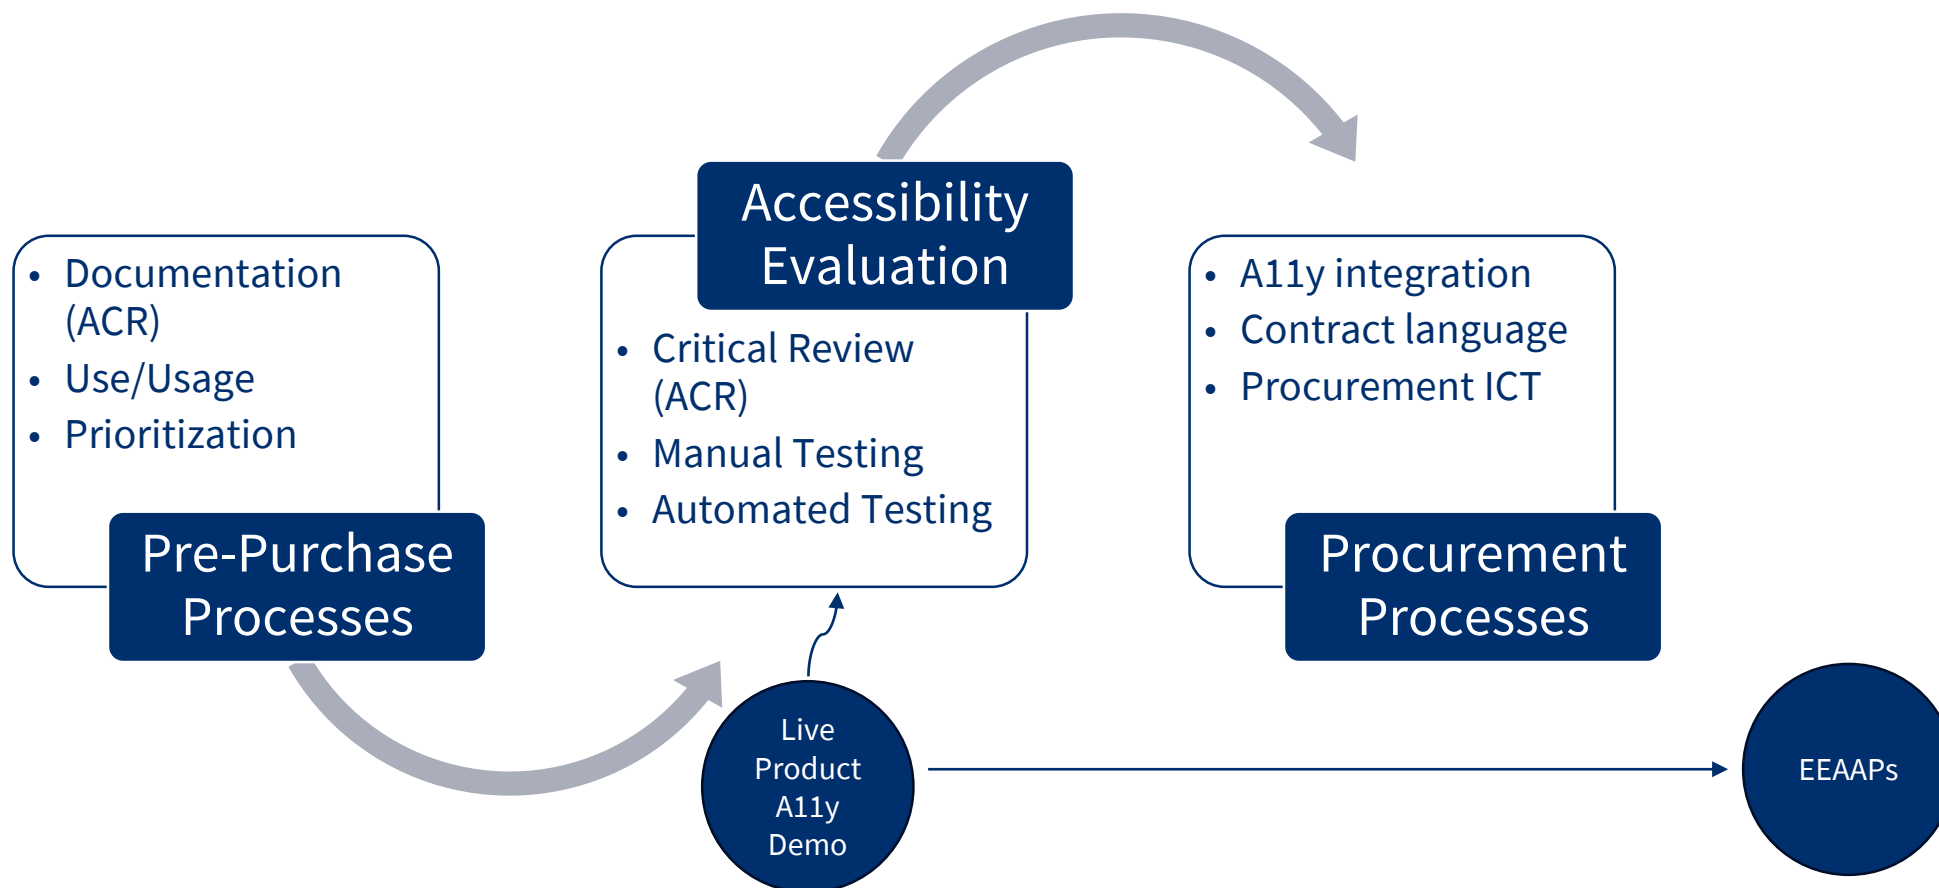 • Documentation
(ACR)
• Use/Usage
• Prioritization
Pre-Purchase
Processes
Accessibility
Evaluation
• Critical Review
(ACR)
• Manual Testing
• Automated Testing
• A11y integration
• Contract language
• Procurement ICT
Procurement
Processes
Live
Product
A11y
Demo
EEAAPs